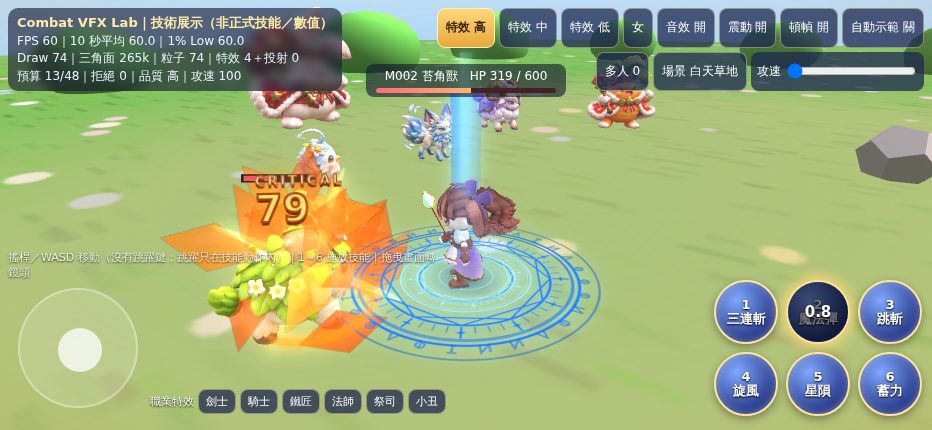 Combat VFX Lab｜技術展示（非正式技能／數值）
FPS 60｜10 秒平均 60.0｜1% Low 60.0
Draw 74｜三角面 265k｜粒子 74｜特效 4＋投射 0
預算 13/48｜拒絕 0｜品質 高｜攻速 100
特效 高
特效 中
特效 低
女
音效 開
震動 開
頓幀 開
自動示範 關
多人 0
場景 白天草地
攻速
M002 苔角獸 HP 319 / 600
CRITICAL
79
搖桿／WASD 移動（沒有跳躍鍵；跳躍只在技能動作內）｜1～6 施放技能｜拖曳畫面轉
鏡頭
1
三連斬
2
0.8
魔法彈
3
跳斬
4
旋風
5
星隕
6
蓄力
職業特效
劍士
騎士
鐵匠
法師
祭司
小丑